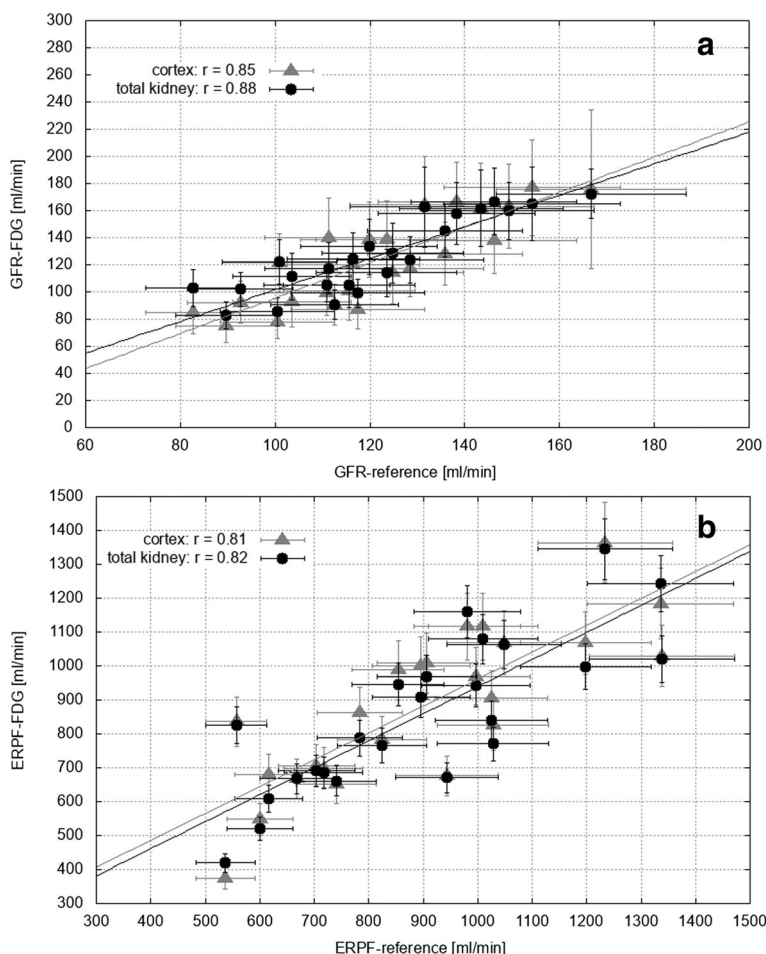 a
cortex: r = 0.85
total kidney: r = 0.88
GFR-FDG [ml/min]
300
280
260
240
220
200
180
160
140
120
100
80
60
40
20
0
60 80 100 120 140 160 180 200
GFR-reference [ml/min]
b
cortex: r = 0.81
total kidney: r = 0.82
ERPF-FDG [ml/min]
1500
1400
1300
1200
1100
1000
900
800
700
600
500
400
300
300 400 500 600 700 800 900 1000 1100 1200 1300 1400 1500
ERPF-reference [ml/min]